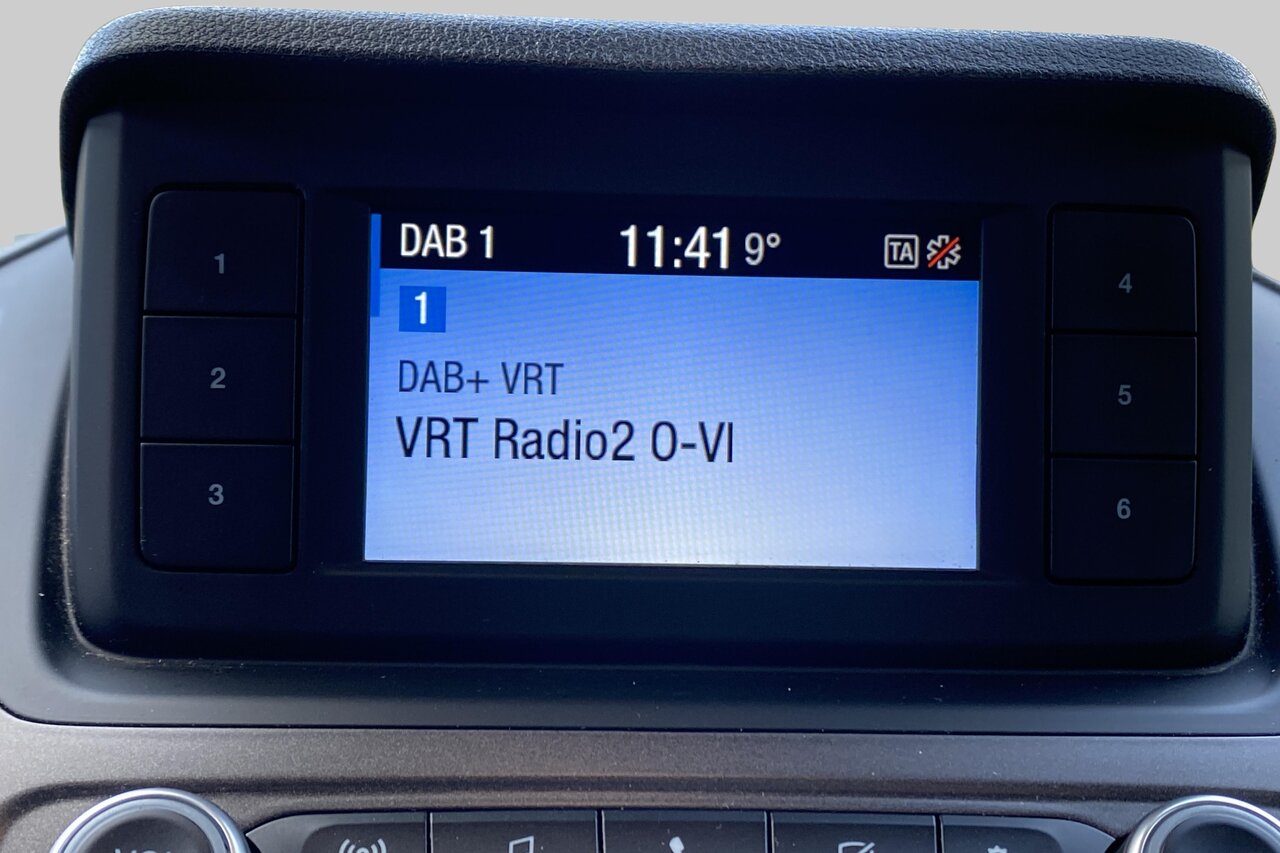 DAB 1 11:41 9° TA
1
DAB+ VRT
VRT Radio2 O-Vl
1
2
3
4
5
6